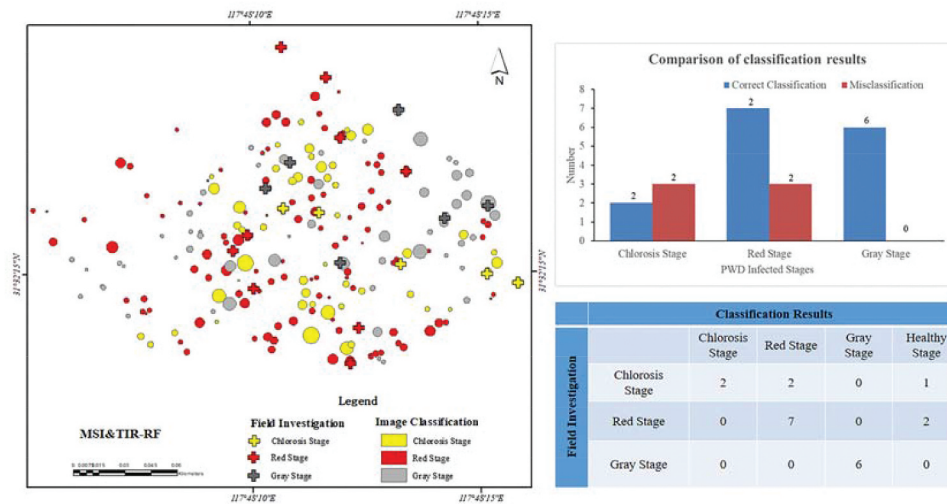 117°48'10"E
117°48'15"E
31°32'15"N
31°32'15"N
N
Legend
Field Investigation
Image Classification
Chlorosis Stage
Chlorosis Stage
Red Stage
Red Stage
Gray Stage
Gray Stage
MSI&TIR-RF
Kilometers
117°48'10"E
117°48'15"E
Comparison of classification results
Correct Classification
Misclassification
Number
8
7
6
5
4
3
2
1
0
2
2
2
2
6
0
Chlorosis Stage
Red Stage
Gray Stage
PWD Infected Stages
Classification Results
Field Investigation
Chlorosis Stage
Red Stage
Gray Stage
Healthy Stage
Chlorosis Stage
2
2
0
1
Red Stage
0
7
0
2
Gray Stage
0
0
6
0